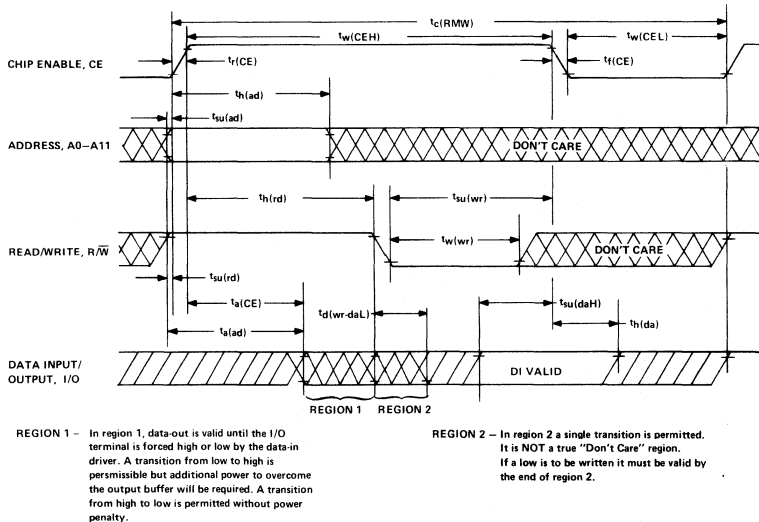 tc(RMW)
tw(CEH)
tw(CEL)
CHIP ENABLE, CE
tr(CE)
tf(CE)
th(ad)
tsu(ad)
ADDRESS, A0–A11
DON'T CARE
th(rd)
tsu(wr)
READ/WRITE, R/W̅
tw(wr)
DON'T CARE
tsu(rd)
ta(CE)
td(wr-daL)
tsu(daH)
ta(ad)
th(da)
DATA INPUT/
OUTPUT, I/O
DI VALID
REGION 1
REGION 2
REGION 1 – In region 1, data-out is valid until the I/O
terminal is forced high or low by the data-in
driver. A transition from low to high is
persmissible but additional power to overcome
the output buffer will be required. A transition
from high to low is permitted without power
penalty.
REGION 2 – In region 2 a single transition is permitted.
It is NOT a true "Don't Care" region.
If a low is to be written it must be valid by
the end of region 2.